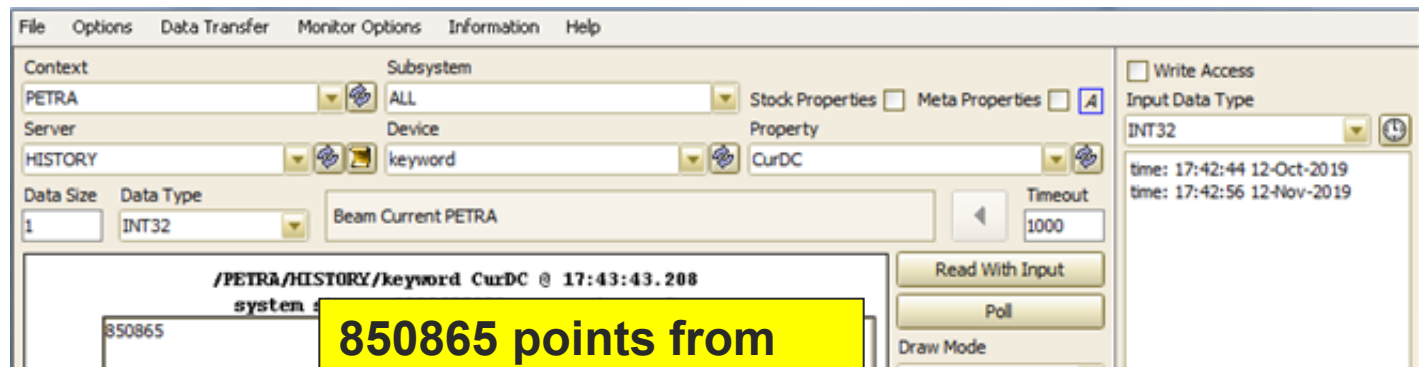 File Options Data Transfer Monitor Options Information Help
Context Subsystem
PETRA ALL Stock Properties Meta Properties A
Server Device Property
HISTORY keyword CurDC
Data Size Data Type
1 INT32 Beam Current PETRA
Timeout
1000
/PETRA/HISTORY/keyword CurDC @ 17:43:43.208
system
850865
850865 points from
Read With Input
Poll
Draw Mode
Write Access
Input Data Type
INT32
time: 17:42:44 12-Oct-2019
time: 17:42:56 12-Nov-2019